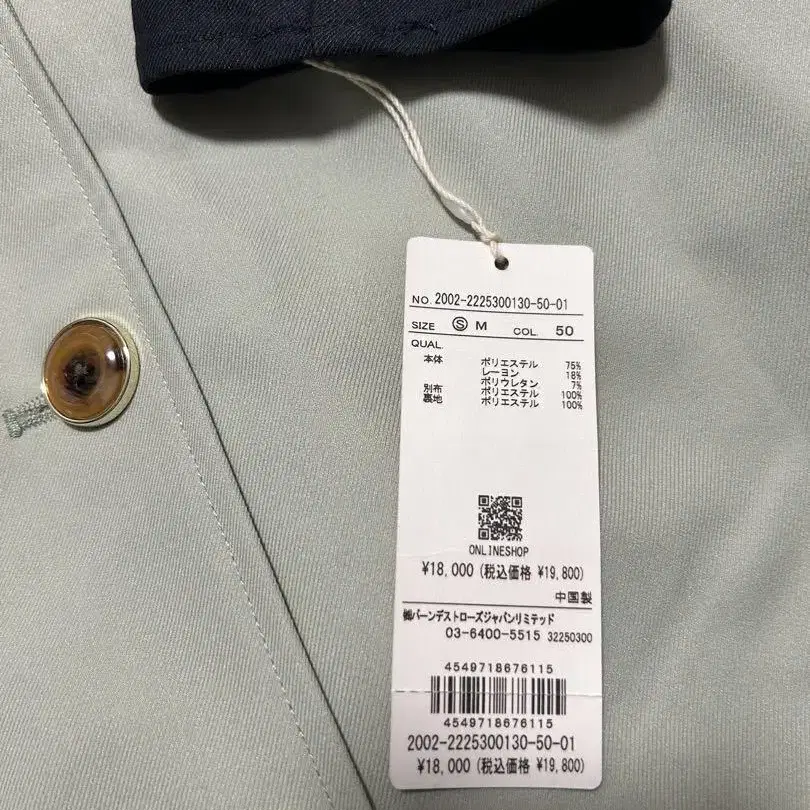 NO. 2002-2225300130-50-01
SIZE Ⓢ M COL. 50
QUAL.
本体 ポリエステル 75%
レーヨン 18%
ポリウレタン 7%
別布 ポリエステル 100%
裏地 ポリエステル 100%
ONLINESHOP
¥18,000 (税込価格 ¥19,800)
中国製
㈱バーンデストローズジャパンリミテッド
03-6400-5515 32250300
4549718676115
4549718676115
2002-2225300130-50-01
¥18,000 (税込価格 ¥19,800)